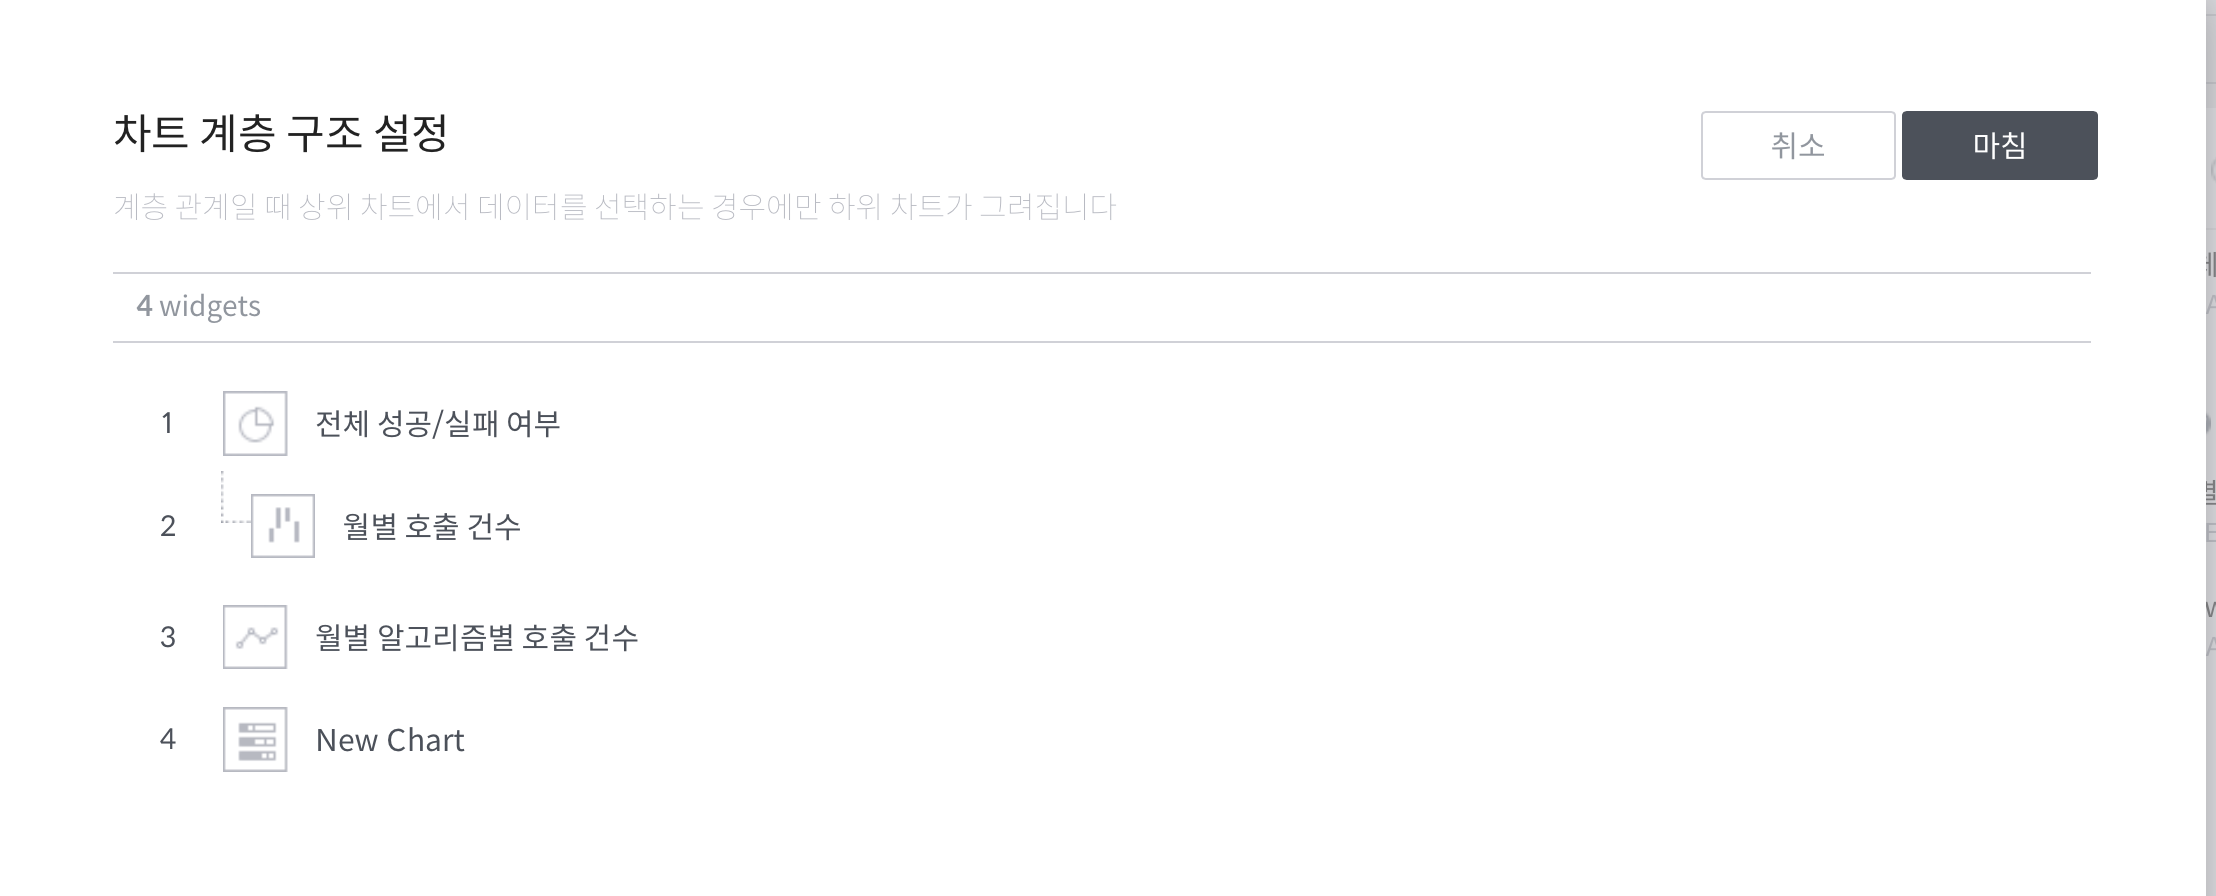 차트 계층 구조 설정
취소
마침
계층 관계일 때 상위 차트에서 데이터를 선택하는 경우에만 하위 차트가 그려집니다
4 widgets
1 전체 성공/실패 여부
2 월별 호출 건수
3 월별 알고리즘별 호출 건수
4 New Chart